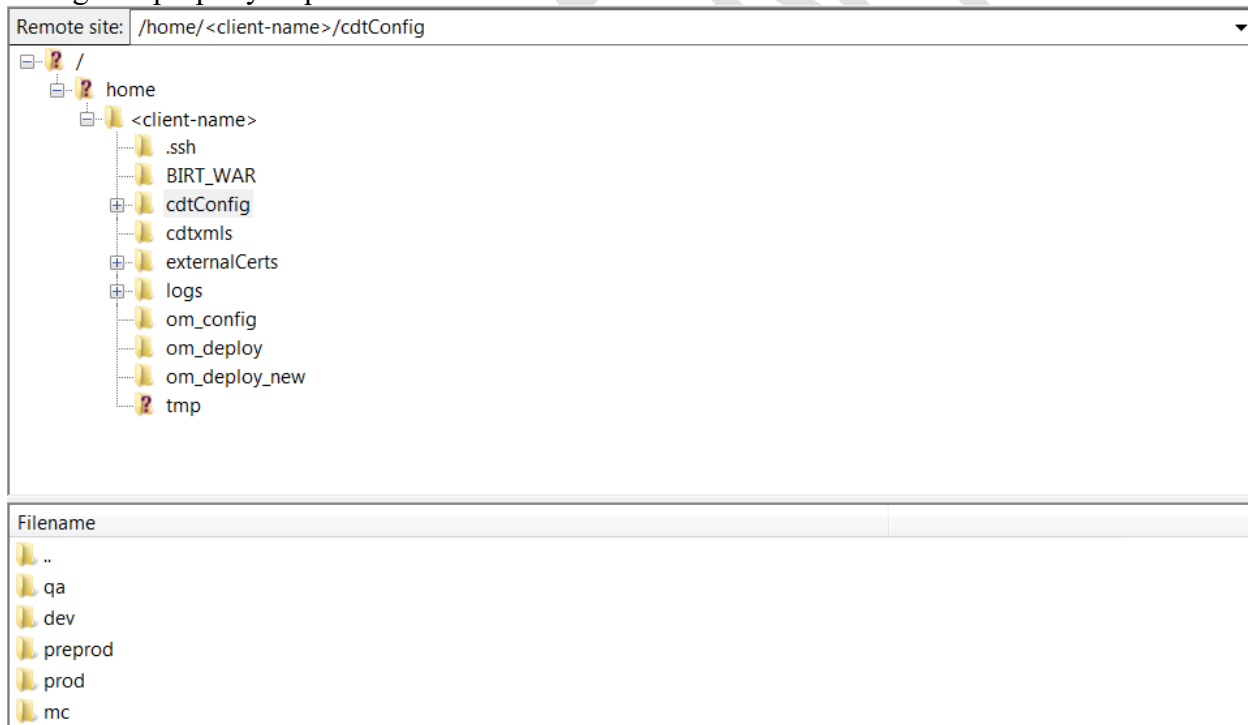 Remote site: /home/<client-name>/cdtConfig
/
home
<client-name>
.ssh
BIRT_WAR
cdtConfig
cdtxmls
externalCerts
logs
om_config
om_deploy
om_deploy_new
tmp
Filename
..
qa
dev
preprod
prod
mc